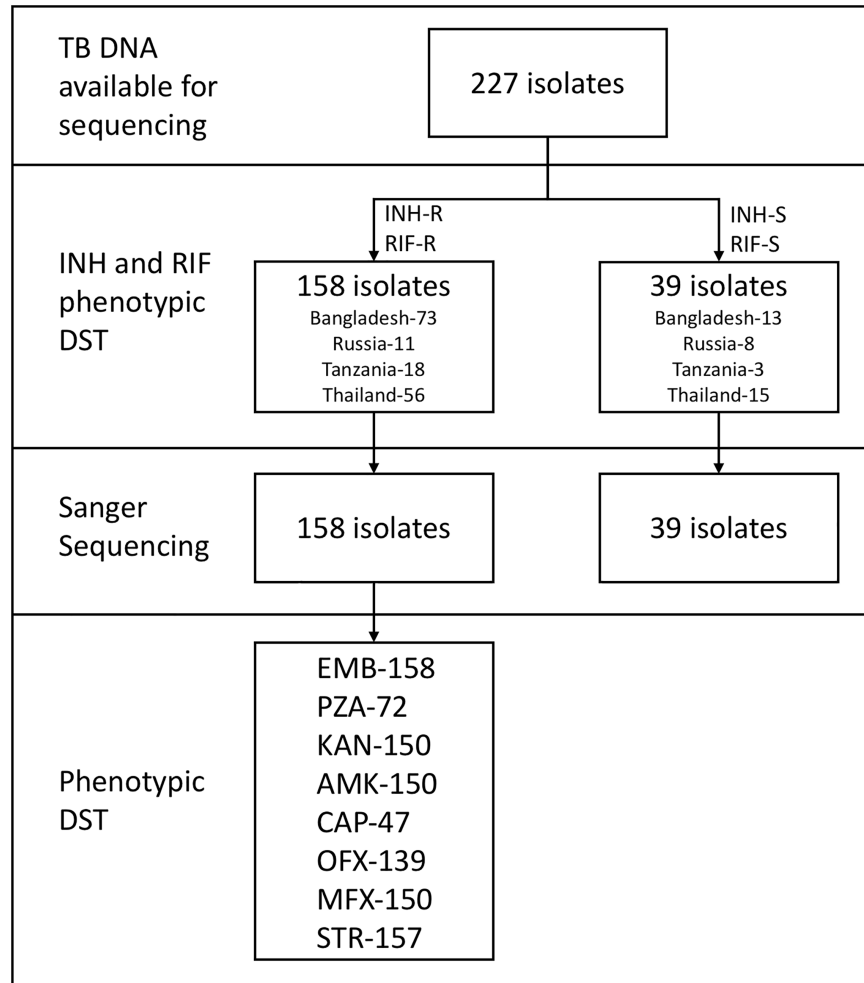 TB DNA
available for
sequencing
227 isolates
INH and RIF
phenotypic
DST
INH-R
RIF-R
158 isolates
Bangladesh-73
Russia-11
Tanzania-18
Thailand-56
INH-S
RIF-S
39 isolates
Bangladesh-13
Russia-8
Tanzania-3
Thailand-15
Sanger
Sequencing
158 isolates
39 isolates
Phenotypic
DST
EMB-158
PZA-72
KAN-150
AMK-150
CAP-47
OFX-139
MFX-150
STR-157